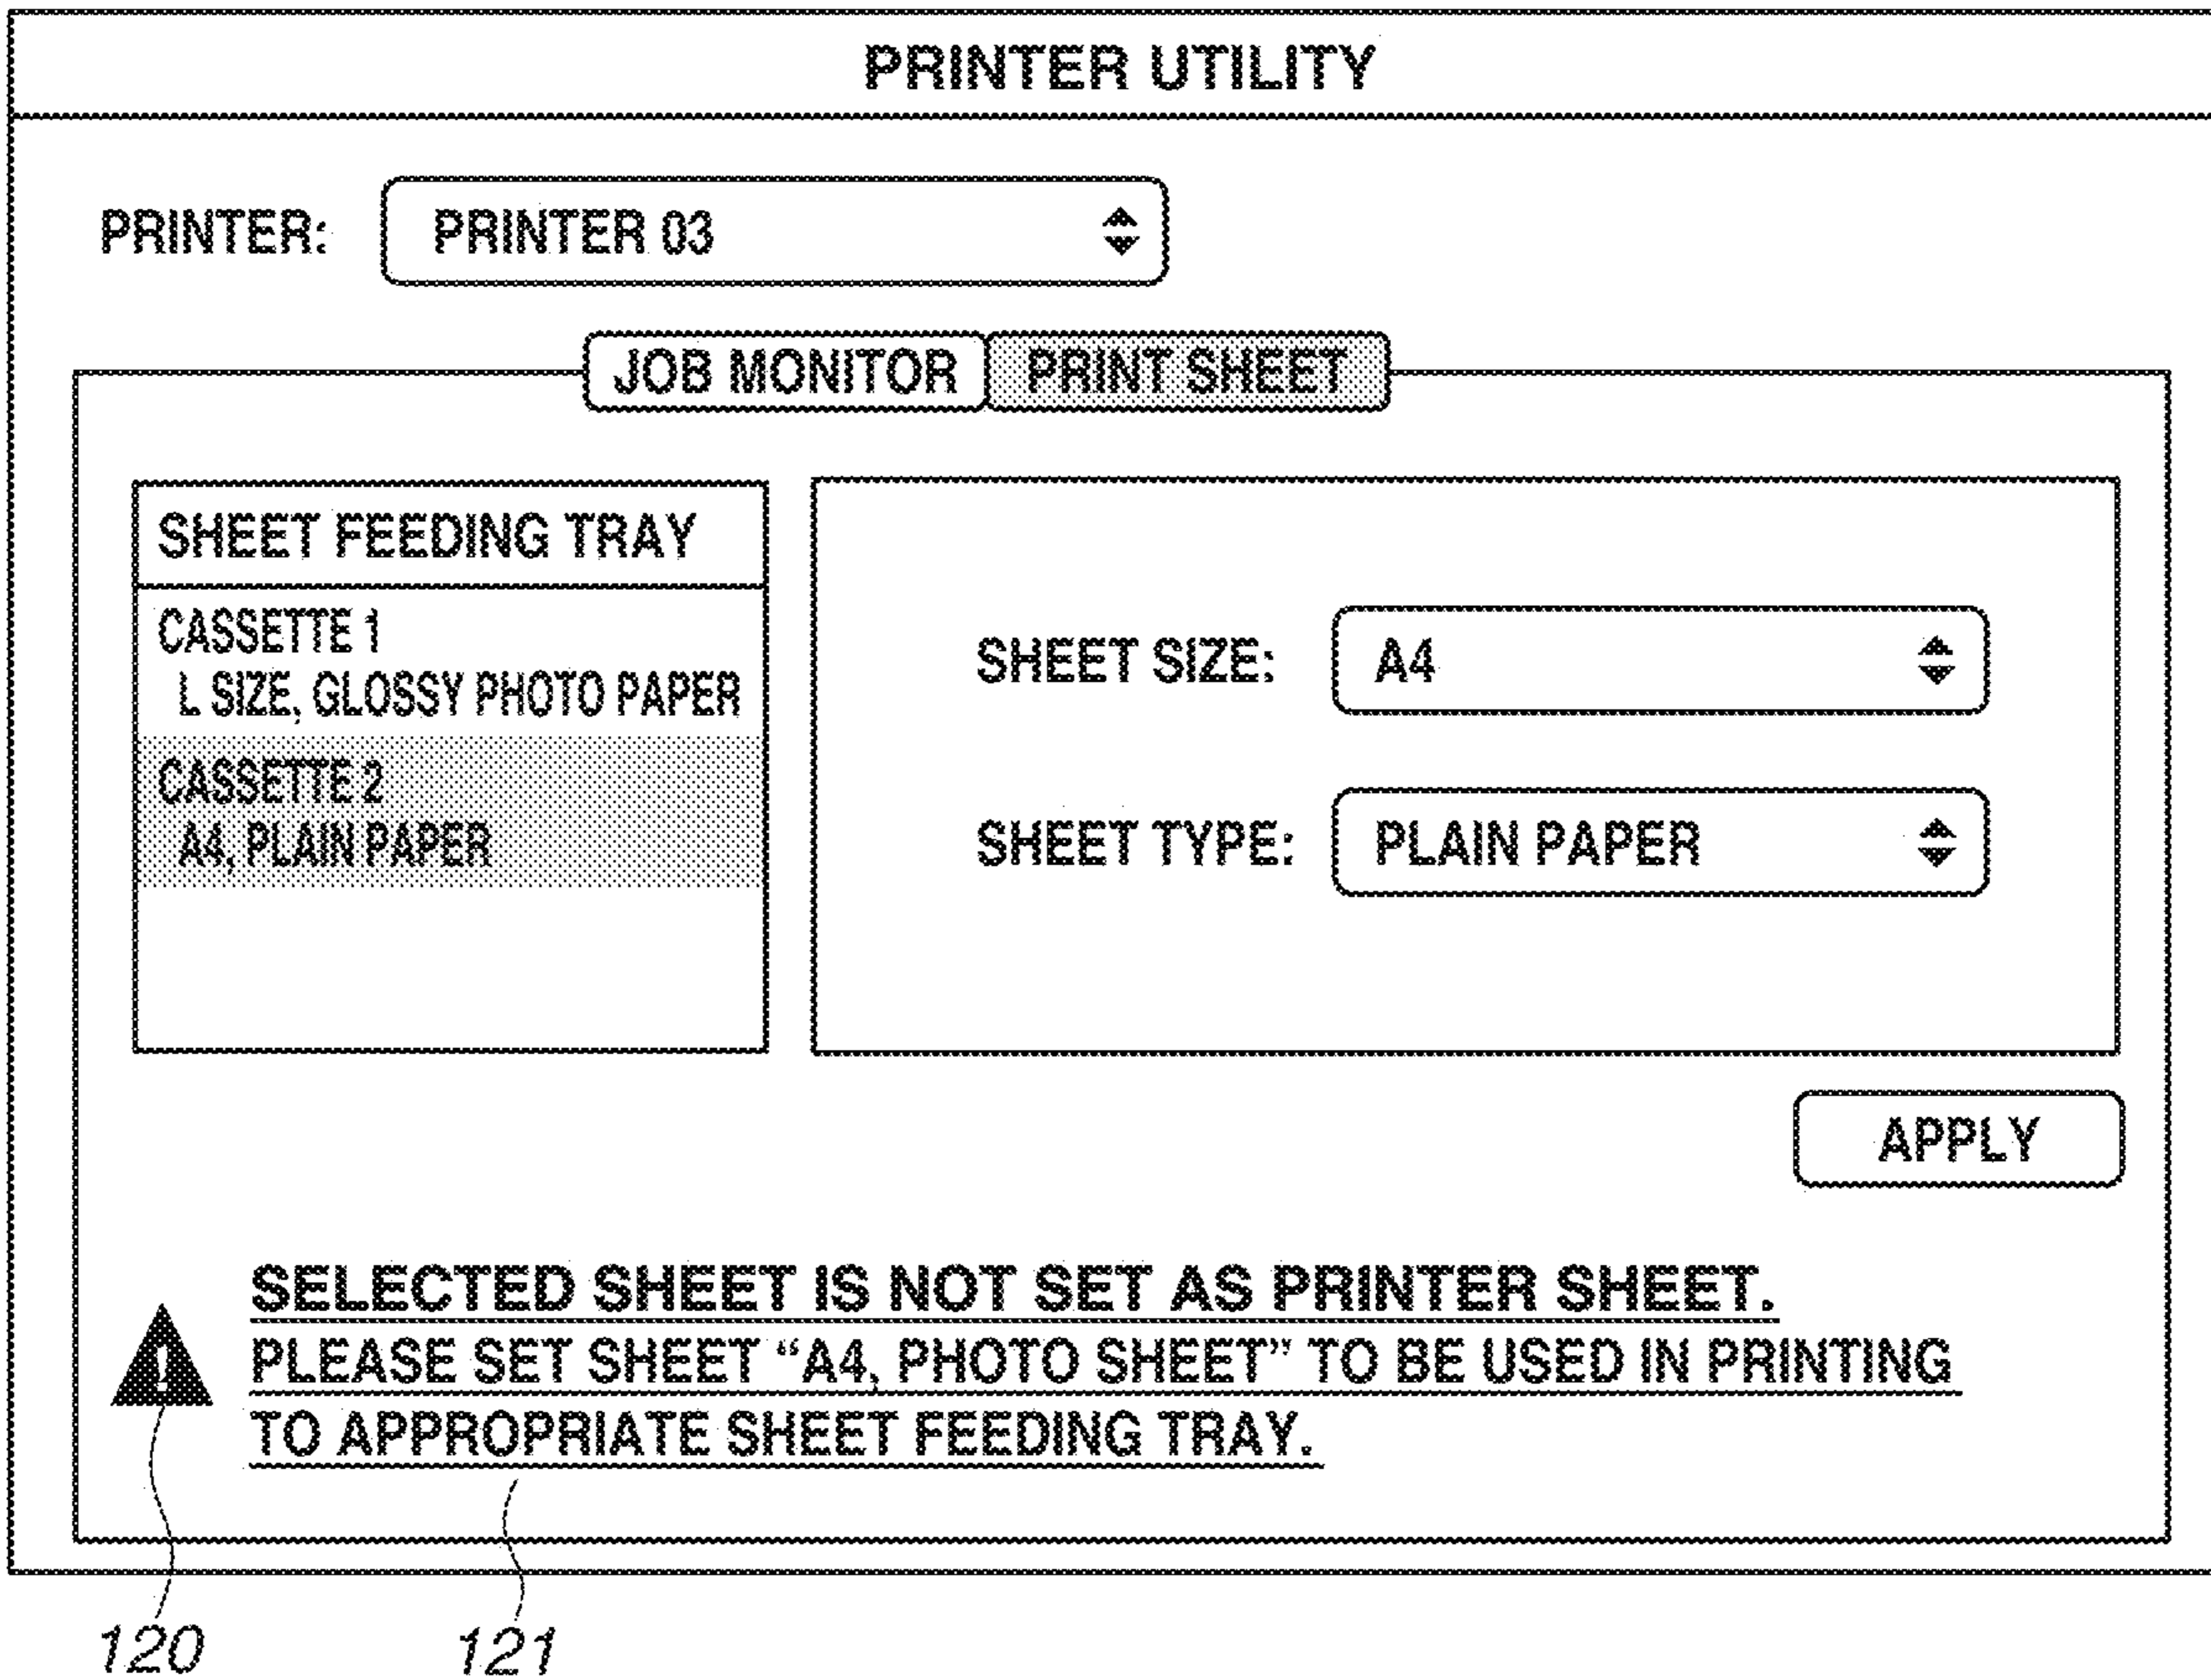 PRINTER UTILITY
PRINTER: PRINTER 03
JOB MONITOR PRINT SHEET
SHEET FEEDING TRAY
CASSETTE 1
L SIZE, GLOSSY PHOTO PAPER
CASSETTE 2
A4, PLAIN PAPER
SHEET SIZE: A4
SHEET TYPE: PLAIN PAPER
APPLY
SELECTED SHEET IS NOT SET AS PRINTER SHEET.
PLEASE SET SHEET “A4, PHOTO SHEET” TO BE USED IN PRINTING
TO APPROPRIATE SHEET FEEDING TRAY.
!
120 121